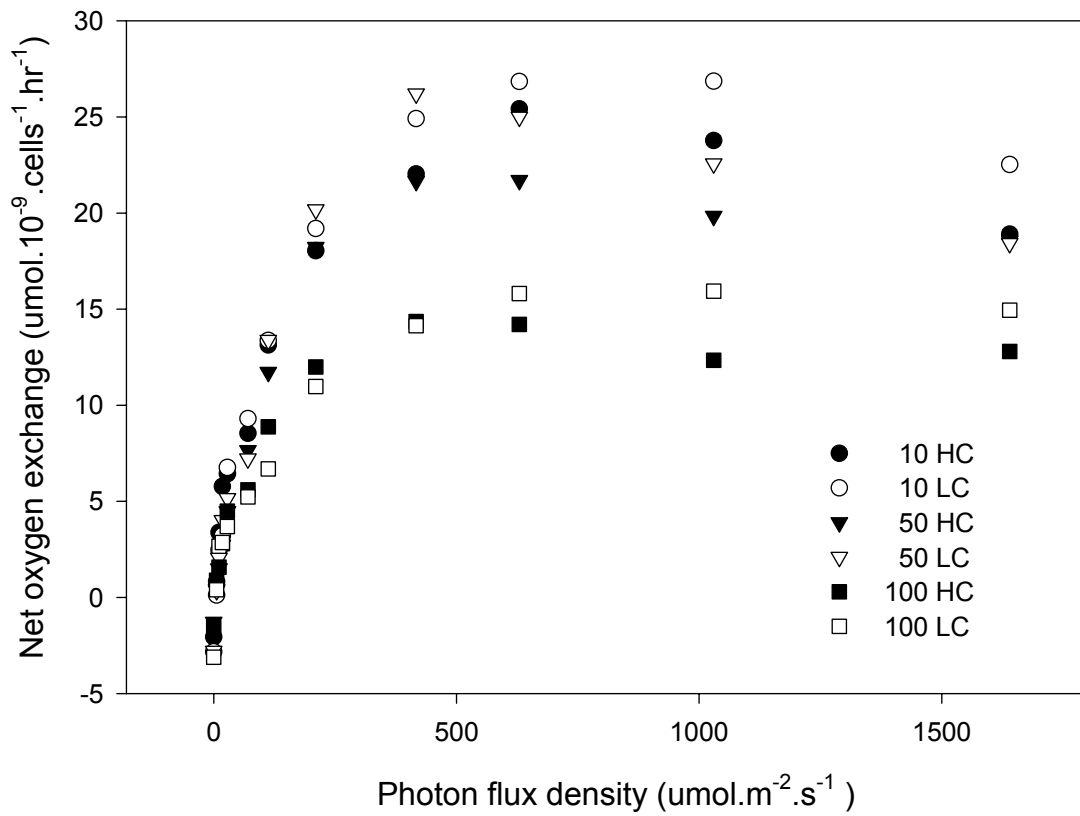 Net oxygen exchange (umol.10⁻⁹.cells⁻¹.hr⁻¹)
30
25
20
15
10
5
0
-5
10 HC
10 LC
50 HC
50 LC
100 HC
100 LC
0
500
1000
1500
Photon flux density (umol.m⁻².s⁻¹ )